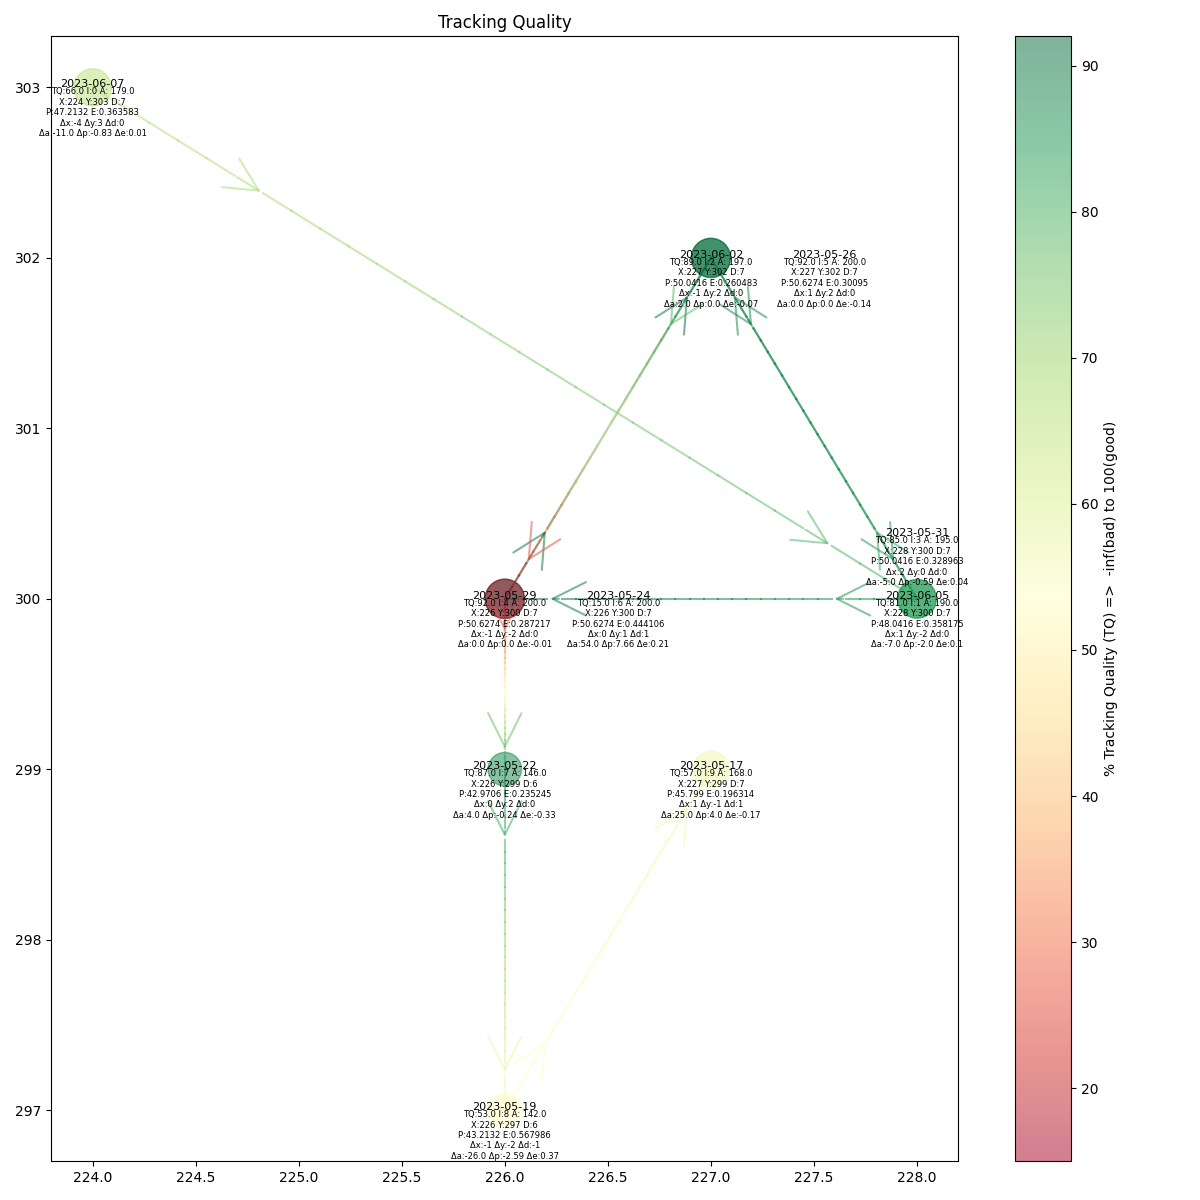 Tracking Quality
303
302
301
300
299
298
297
2023-06-07
TQ:66.0 I:0 A: 179.0
X:224 Y:303 D:7
P:47.2132 E:0.363583
Δx:-4 Δy:3 Δd:0
Δa:-11.0 Δp:-0.83 Δe:0.01
2023-06-02
TQ:89.0 I:2 A: 197.0
X:227 Y:302 D:7
P:50.0416 E:0.260483
Δx:-1 Δy:2 Δd:0
Δa:2.0 Δp:0.0 Δe:-0.07
2023-05-26
TQ:92.0 I:5 A: 200.0
X:227 Y:302 D:7
P:50.6274 E:0.30095
Δx:1 Δy:2 Δd:0
Δa:0.0 Δp:0.0 Δe:-0.14
2023-05-31
TQ:85.0 I:3 A: 195.0
X:228 Y:300 D:7
P:50.0416 E:0.328963
Δx:2 Δy:0 Δd:0
Δa:-5.0 Δp:-0.59 Δe:0.04
2023-05-29
TQ:92.0 I:4 A: 200.0
X:226 Y:300 D:7
P:50.6274 E:0.287217
Δx:-1 Δy:-2 Δd:0
Δa:0.0 Δp:0.0 Δe:-0.01
2023-05-24
TQ:15.0 I:6 A: 200.0
X:226 Y:300 D:7
P:50.6274 E:0.444106
Δx:0 Δy:1 Δd:1
Δa:54.0 Δp:7.66 Δe:0.21
2023-06-05
TQ:81.0 I:1 A: 190.0
X:228 Y:300 D:7
P:48.0416 E:0.358175
Δx:1 Δy:-2 Δd:0
Δa:-7.0 Δp:-2.0 Δe:0.1
2023-05-22
TQ:87.0 I:7 A: 146.0
X:226 Y:299 D:6
P:42.9706 E:0.235245
Δx:0 Δy:2 Δd:0
Δa:4.0 Δp:-0.24 Δe:-0.33
2023-05-17
TQ:57.0 I:9 A: 168.0
X:227 Y:299 D:7
P:45.799 E:0.196314
Δx:1 Δy:-1 Δd:1
Δa:25.0 Δp:4.0 Δe:-0.17
2023-05-19
TQ:53.0 I:8 A: 142.0
X:226 Y:297 D:6
P:43.2132 E:0.567986
Δx:-1 Δy:-2 Δd:-1
Δa:-26.0 Δp:-2.59 Δe:0.37
224.0 224.5 225.0 225.5 226.0 226.5 227.0 227.5 228.0
90
80
70
60
50
40
30
20
% Tracking Quality (TQ) => -inf(bad) to 100(good)